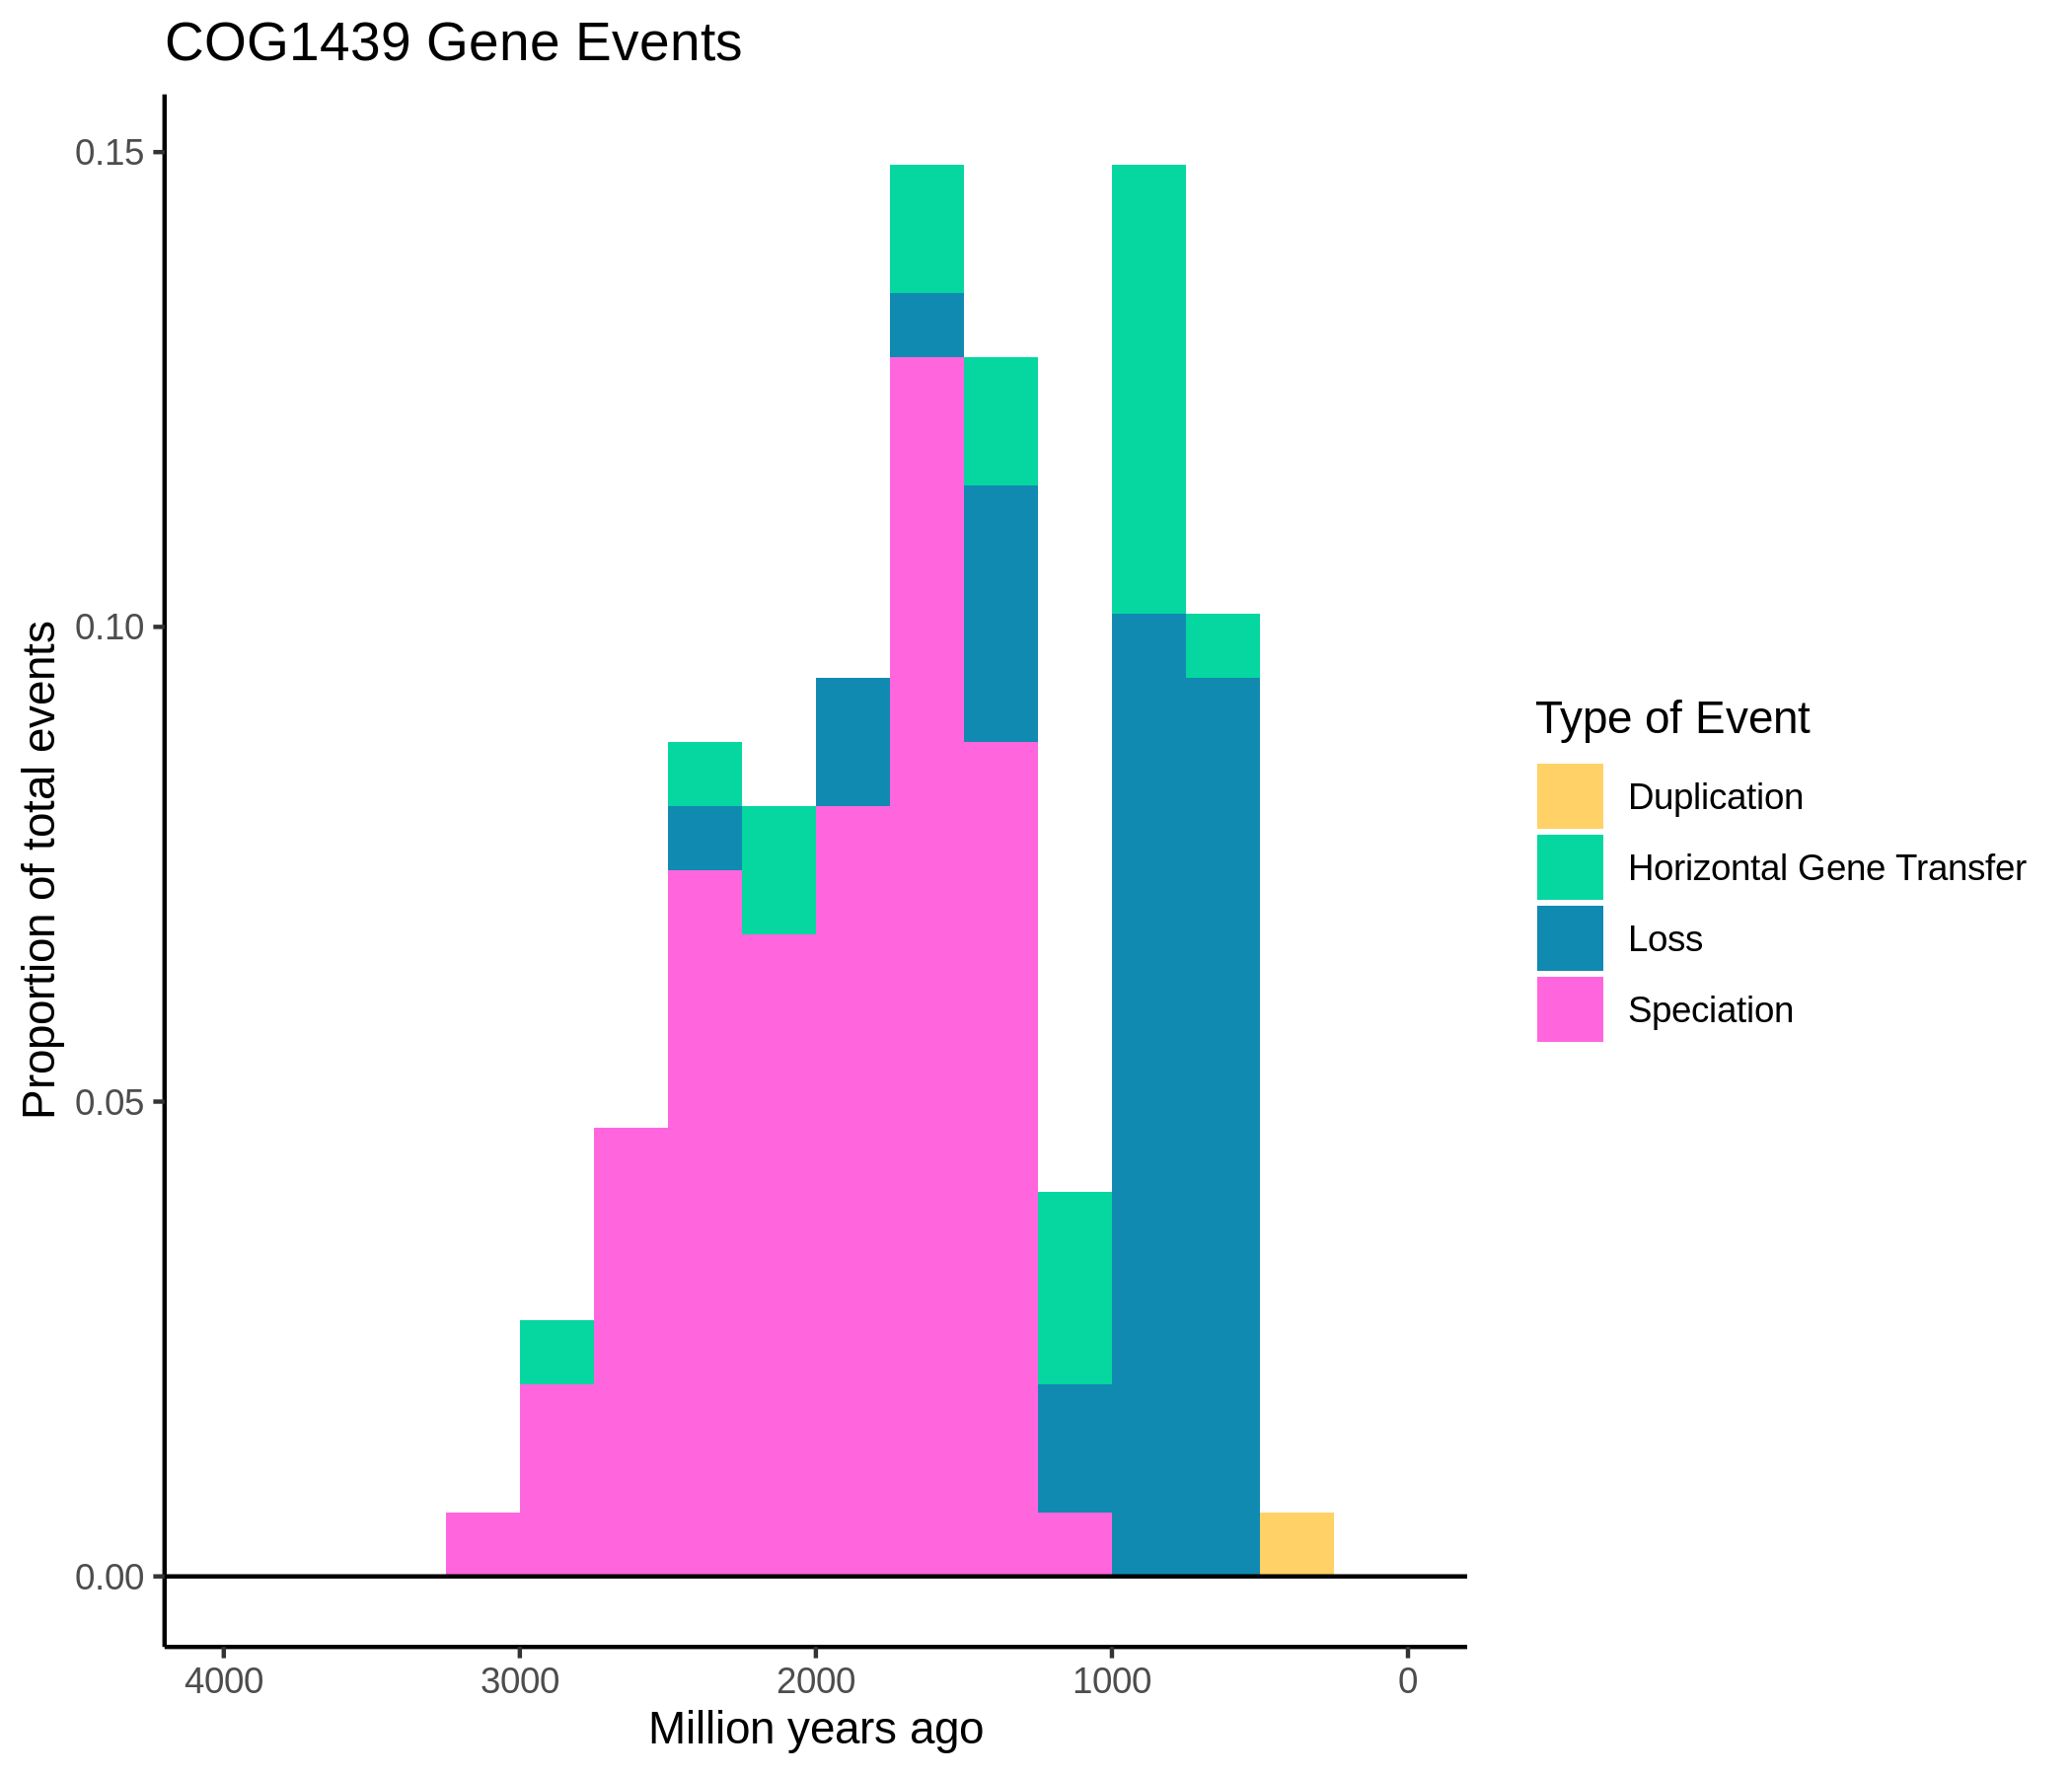 COG1439 Gene Events
Proportion of total events
0.15
0.10
0.05
0.00
4000 3000 2000 1000 0
Million years ago
Type of Event
Duplication
Horizontal Gene Transfer
Loss
Speciation